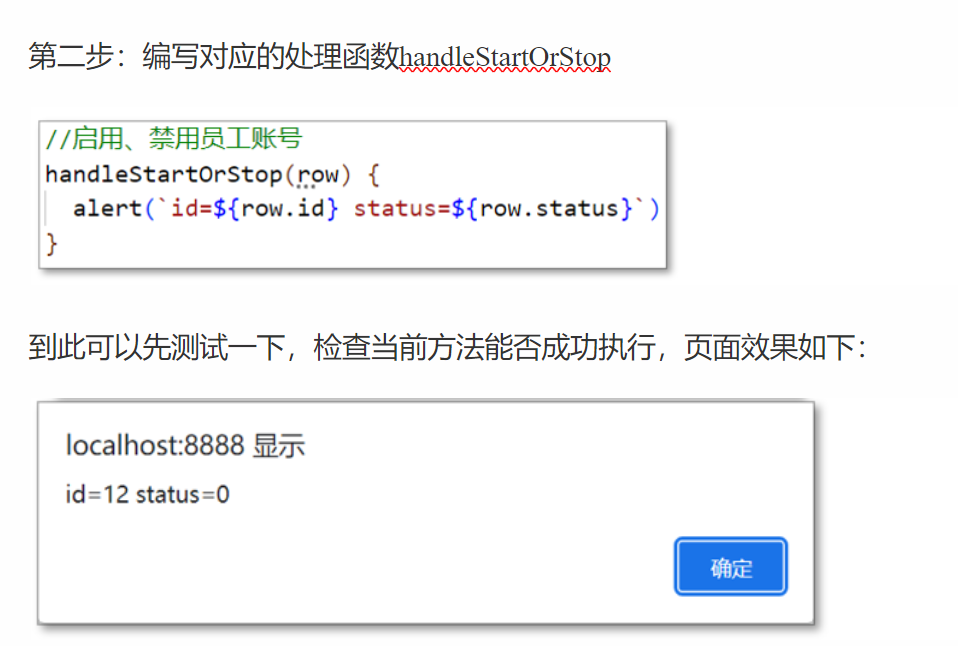 第二步：编写对应的处理函数handleStartOrStop
//启用、禁用员工账号
handleStartOrStop(row) {
  alert(`id=${row.id} status=${row.status}`)
}
到此可以先测试一下，检查当前方法能否成功执行，页面效果如下：
localhost:8888 显示
id=12 status=0
确定